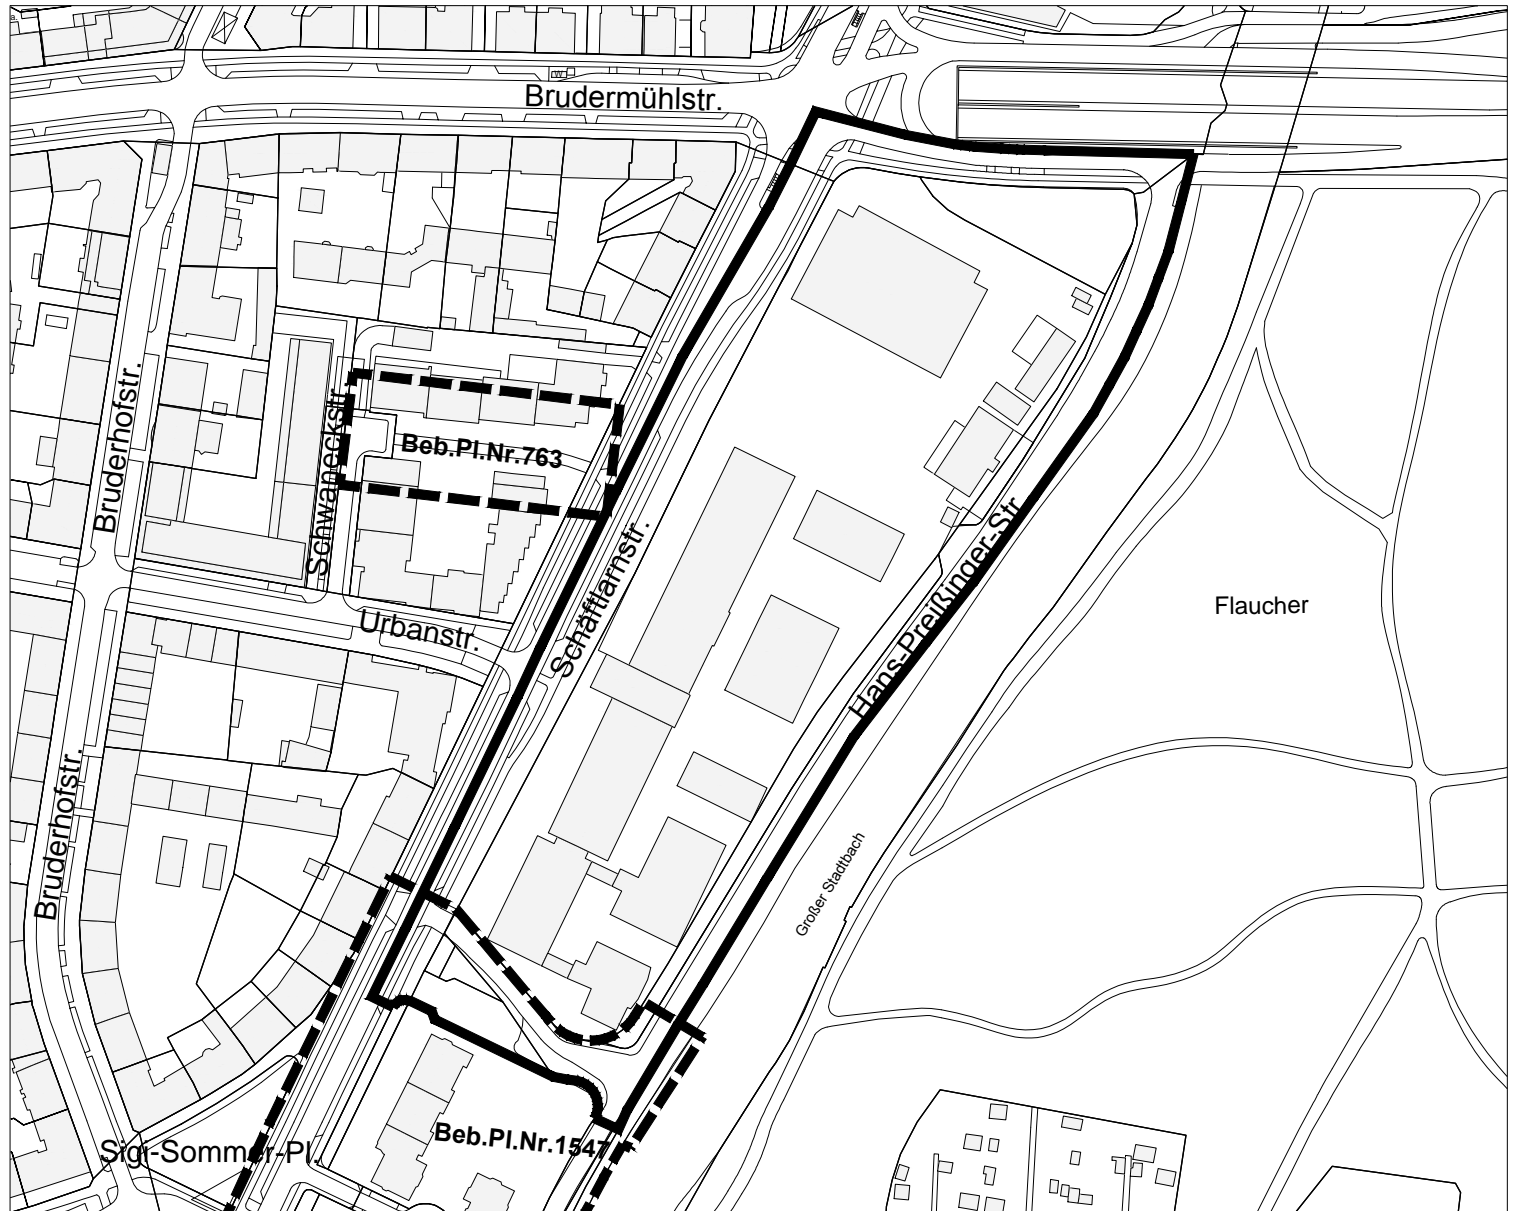 Brudermühlstr.
Bruderhofstr.
Schwaneckstr.
Beb.Pl.Nr.763
Schäftlarnstr.
Hans-Preißinger-Str
Urbanstr.
Flaucher
Bruderhofstr.
Großer Stadtbach
Sigi-Sommer-Pl.
Beb.Pl.Nr.1547